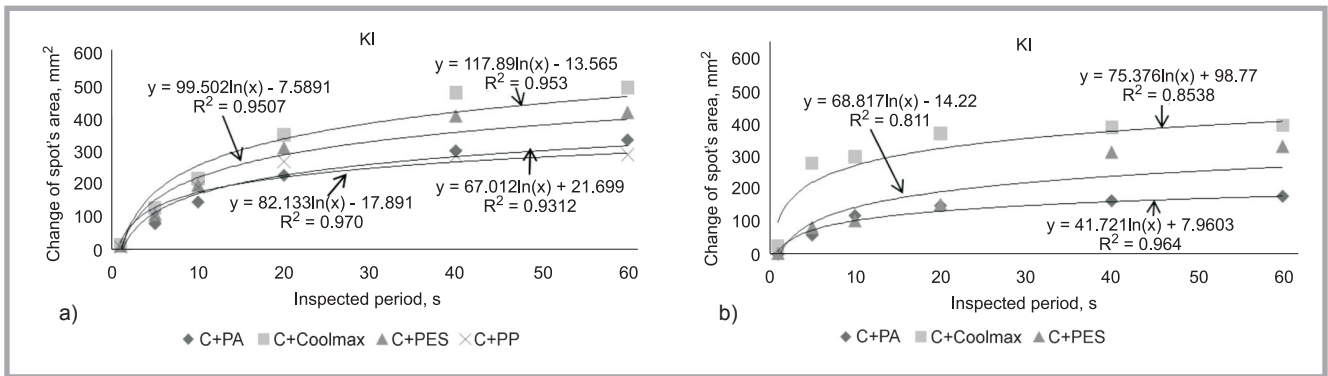 KI
Change of spot's area, mm²
600
500
400
300
200
100
0
y = 99.502ln(x) - 7.5891
R² = 0.9507
y = 117.89ln(x) - 13.565
R² = 0.953
y = 82.133ln(x) - 17.891
R² = 0.970
y = 67.012ln(x) + 21.699
R² = 0.9312
0 10 20 30 40 50 60
Inspected period, s
a)
C+PA C+Coolmax C+PES C+PP
KI
Change of spot's area, mm²
600
500
400
300
200
100
0
y = 68.817ln(x) - 14.22
R² = 0.811
y = 75.376ln(x) + 98.77
R² = 0.8538
y = 41.721ln(x) + 7.9603
R² = 0.964
0 10 20 30 40 50 60
Inspected period, s
b)
C+PA C+Coolmax C+PES